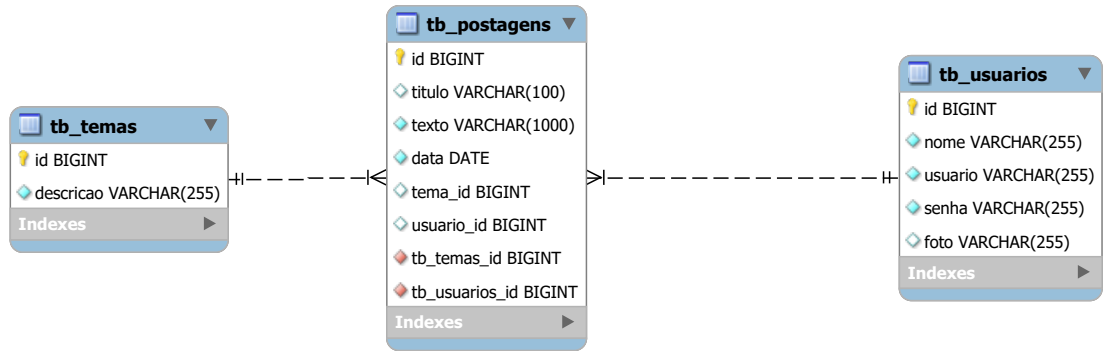 tb_temas
id BIGINT
descricao VARCHAR(255)
Indexes
tb_postagens
id BIGINT
titulo VARCHAR(100)
texto VARCHAR(1000)
data DATE
tema_id BIGINT
usuario_id BIGINT
tb_temas_id BIGINT
tb_usuarios_id BIGINT
Indexes
tb_usuarios
id BIGINT
nome VARCHAR(255)
usuario VARCHAR(255)
senha VARCHAR(255)
foto VARCHAR(255)
Indexes